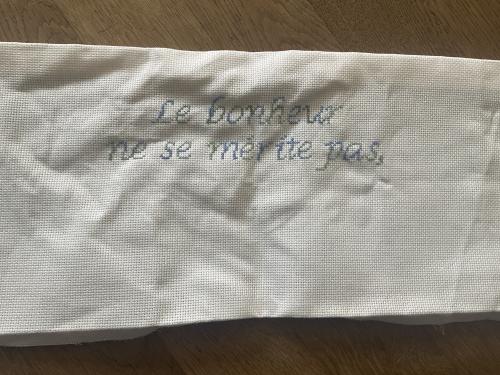 Le bonheur
ne se mérite pas,